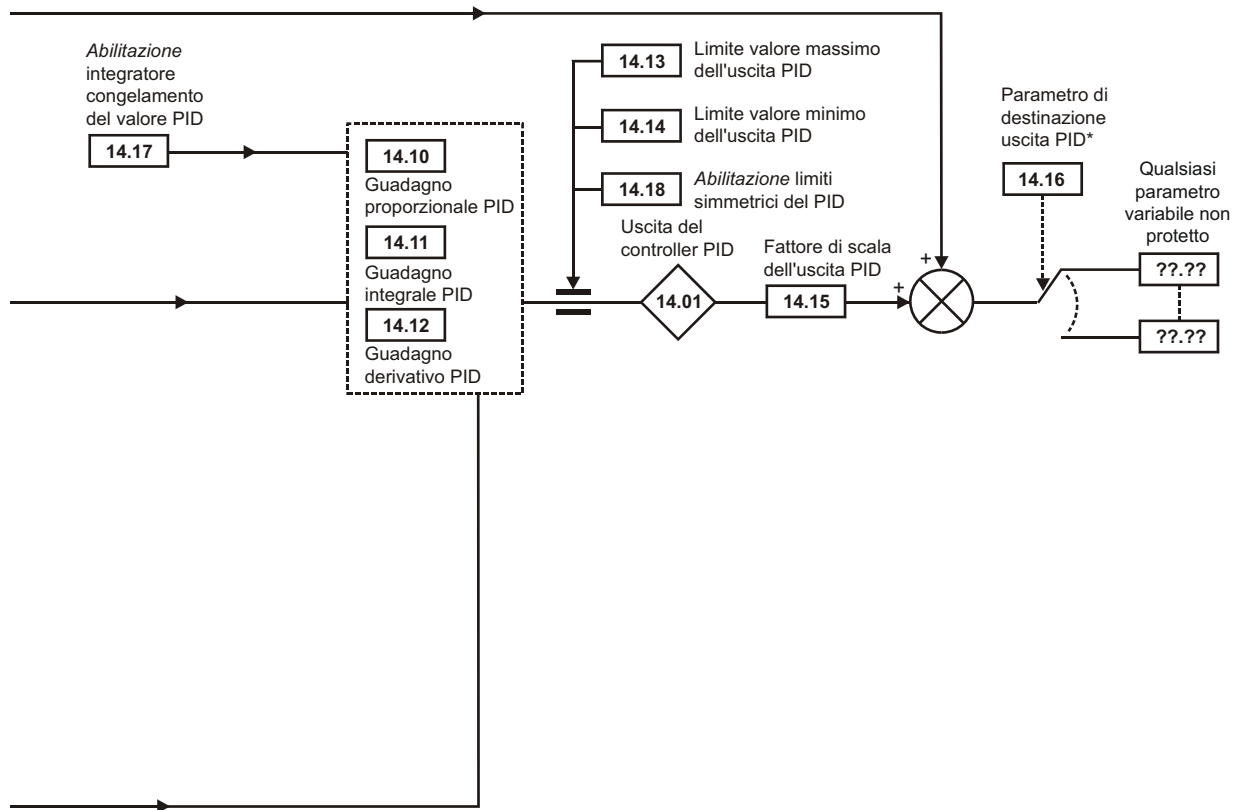 Abilitazione
integratore
congelamento
del valore PID
14.17
14.10
Guadagno
proporzionale PID
14.11
Guadagno
integrale PID
14.12
Guadagno
derivativo PID
14.13
Limite valore massimo
dell'uscita PID
14.14
Limite valore minimo
dell'uscita PID
14.18
Abilitazione limiti
simmetrici del PID
Uscita del
controller PID
14.01
Fattore di scala
dell'uscita PID
14.15
+
+
Parametro di
destinazione
uscita PID*
14.16
Qualsiasi
parametro
variabile non
protetto
??.??
??.??